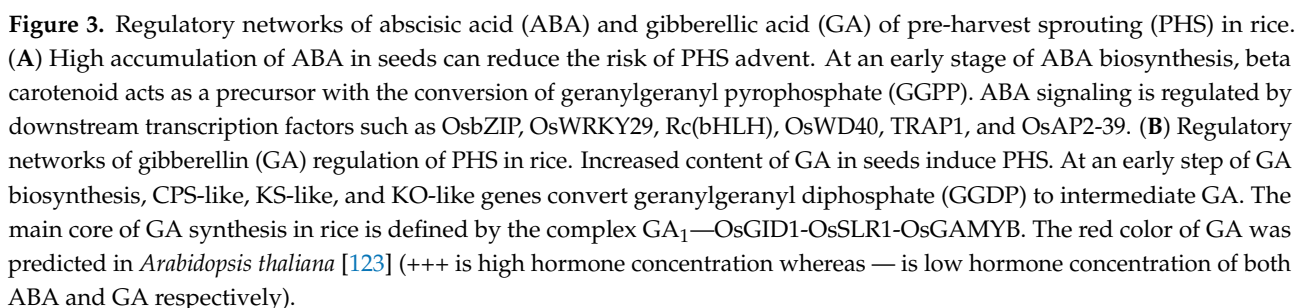 Figure 3. Regulatory networks of abscisic acid (ABA) and gibberellic acid (GA) of pre-harvest sprouting (PHS) in rice.
(A) High accumulation of ABA in seeds can reduce the risk of PHS advent. At an early stage of ABA biosynthesis, beta
carotenoid acts as a precursor with the conversion of geranylgeranyl pyrophosphate (GGPP). ABA signaling is regulated by
downstream transcription factors such as OsbZIP, OsWRKY29, Rc(bHLH), OsWD40, TRAP1, and OsAP2-39. (B) Regulatory
networks of gibberellin (GA) regulation of PHS in rice. Increased content of GA in seeds induce PHS. At an early step of GA
biosynthesis, CPS-like, KS-like, and KO-like genes convert geranylgeranyl diphosphate (GGDP) to intermediate GA. The
main core of GA synthesis in rice is defined by the complex GA₁—OsGID1-OsSLR1-OsGAMYB. The red color of GA was
predicted in Arabidopsis thaliana [123] (+++ is high hormone concentration whereas — is low hormone concentration of both
ABA and GA respectively).